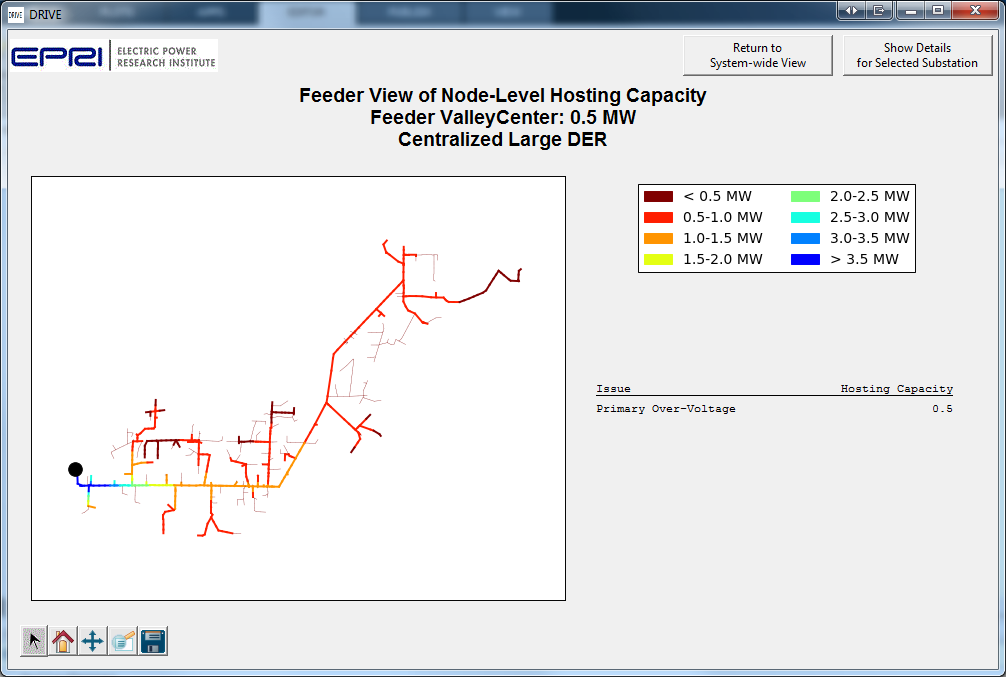 DRIVE
DRIVE
EPRI
ELECTRIC POWER
RESEARCH INSTITUTE
Return to
System-wide View
Show Details
for Selected Substation
Feeder View of Node-Level Hosting Capacity
Feeder ValleyCenter: 0.5 MW
Centralized Large DER
< 0.5 MW
2.0-2.5 MW
0.5-1.0 MW
2.5-3.0 MW
1.0-1.5 MW
3.0-3.5 MW
1.5-2.0 MW
> 3.5 MW
Issue
Hosting Capacity
Primary Over-Voltage
0.5